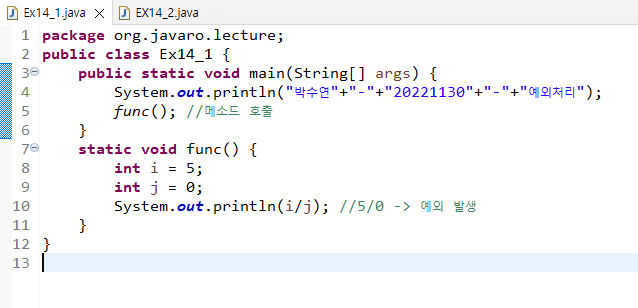 Ex14_1.java EX14_2.java
1 package org.javaro.lecture;
2 public class Ex14_1 {
3 public static void main(String[] args) {
4 System.out.println("박수연"+"-"+"20221130"+"-"+"예외처리");
5 func(); //메소드 호출
6 }
7 static void func() {
8 int i = 5;
9 int j = 0;
10 System.out.println(i/j); //5/0 -> 예외 발생
11 }
12 }
13